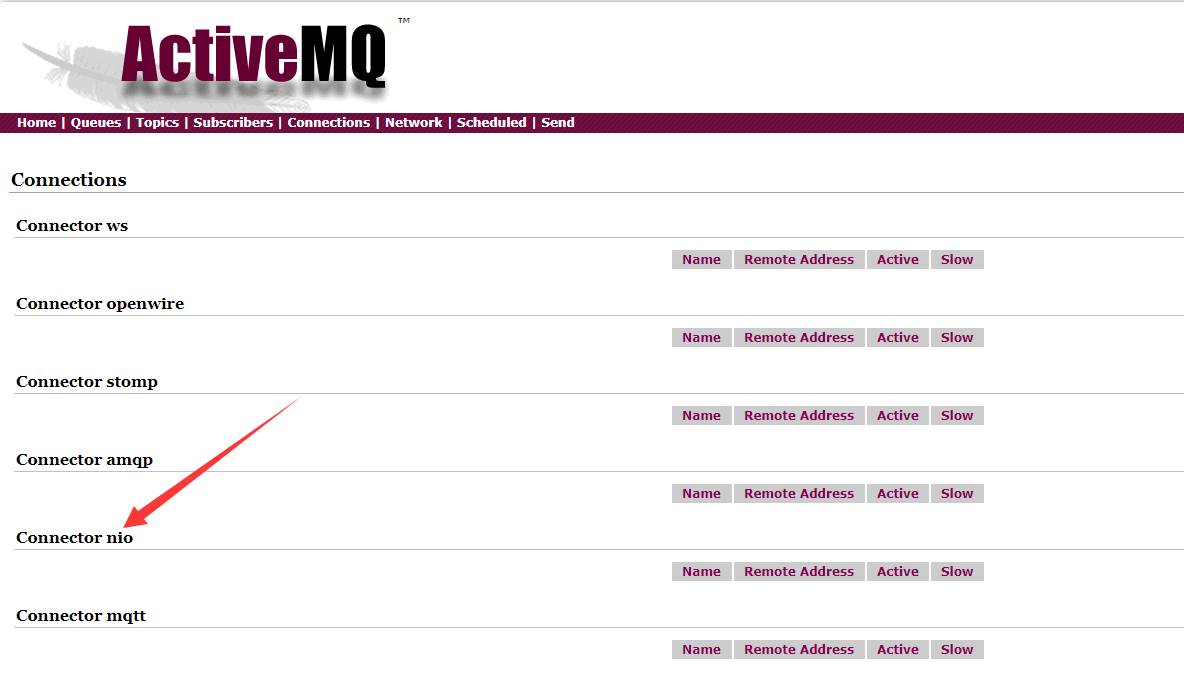 ActiveMQ ™
Home | Queues | Topics | Subscribers | Connections | Network | Scheduled | Send
Connections
Connector ws
Name Remote Address Active Slow
Connector openwire
Name Remote Address Active Slow
Connector stomp
Name Remote Address Active Slow
Connector amqp
Name Remote Address Active Slow
Connector nio
Name Remote Address Active Slow
Connector mqtt
Name Remote Address Active Slow